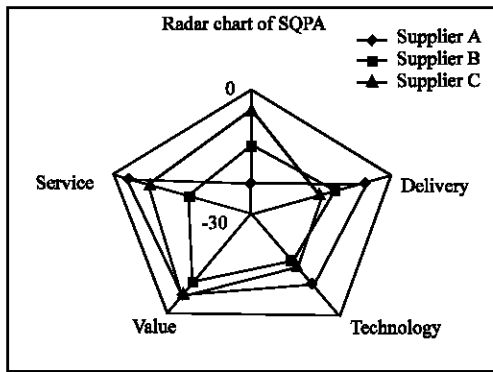 Radar chart of SQPA
Supplier A
Supplier B
Supplier C
0
Service
Delivery
-30
Value
Technology